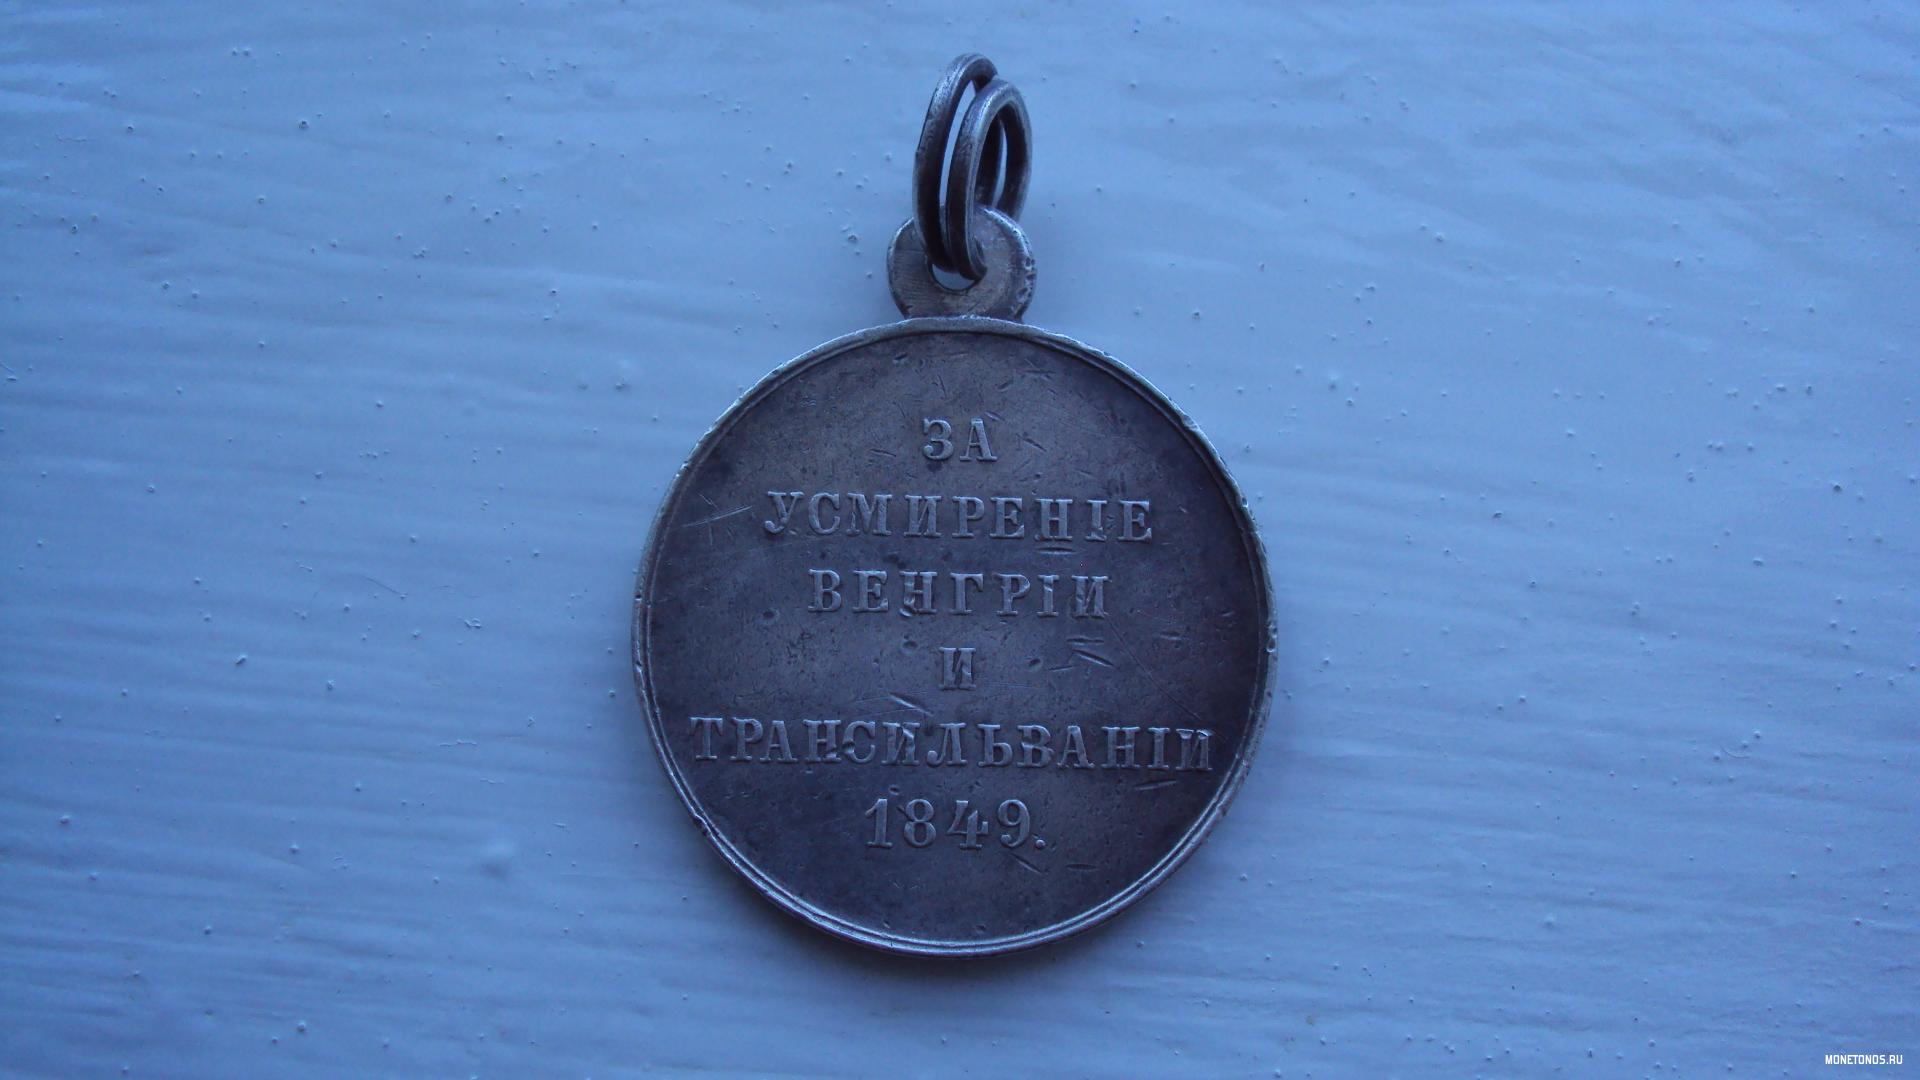 ЗА
УСМИРЕНІЕ
ВЕНГРІИ
И
ТРАНСИЛЬВАНІИ
1849.
MONETONOS.RU